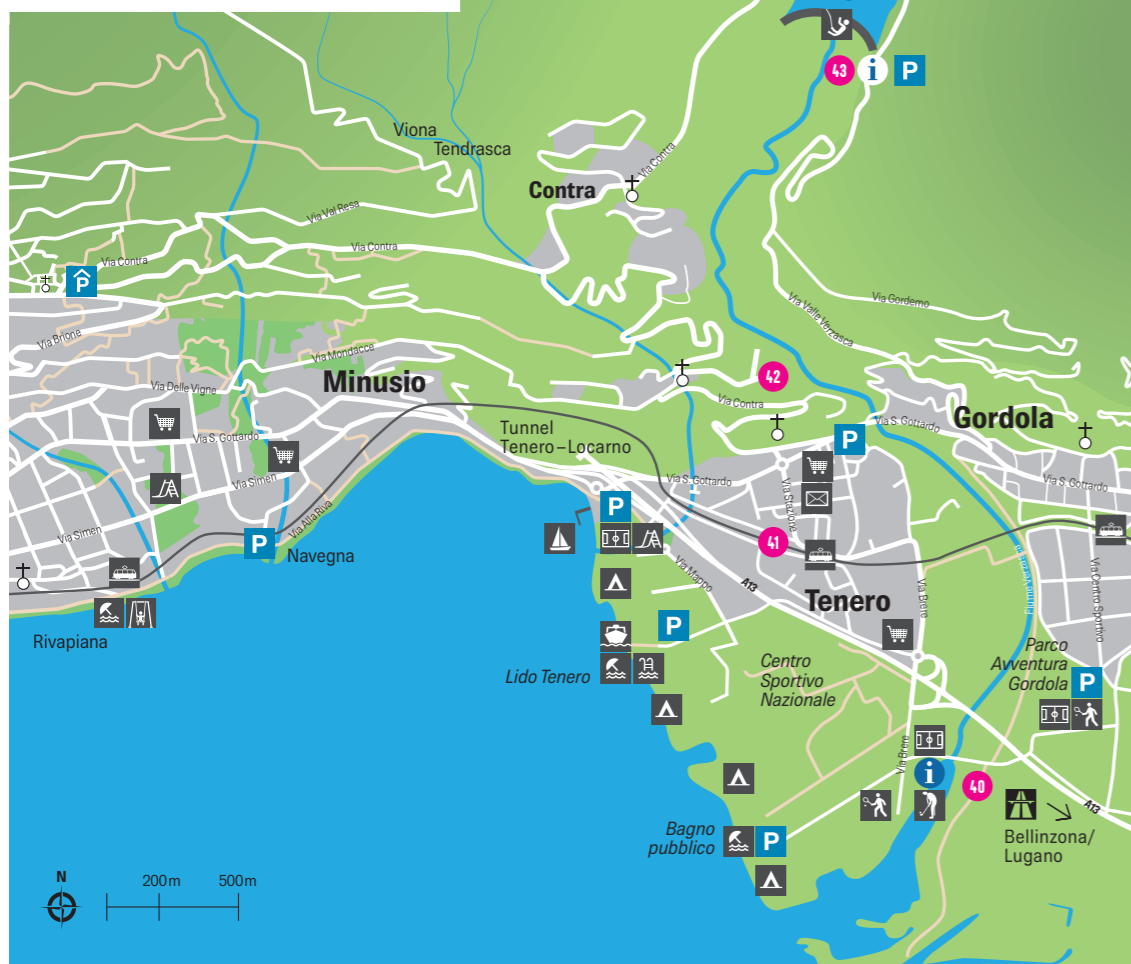 43
i
P
Viona
Tendrasca
Contra
Via Contra
Via Val Resa
Via Contra
Via Contra
P
Via Gordemo
Via Valle Verzasca
Via Brione
Via Mondacce
Minusio
Via Delle Vigne
42
Via Contra
Gordola
Via S. Gottardo
Via S. Gottardo
P
Tunnel
Tenero–Locarno
Via S. Gottardo
Via S. Gottardo
Via Simen
Via Stazione
P
Via Simen
Via Alla Riva
P
Navegna
41
Via Mappo
A13
Tenero
Via Brere
Via Centro Sportivo
Rivapiana
P
Lido Tenero
Centro
Sportivo
Nazionale
Parco
Avventura
Gordola
P
Via Brere
i
40
A13
Bellinzona/
Lugano
Bagno
pubblico
P
N
200 m
500 m